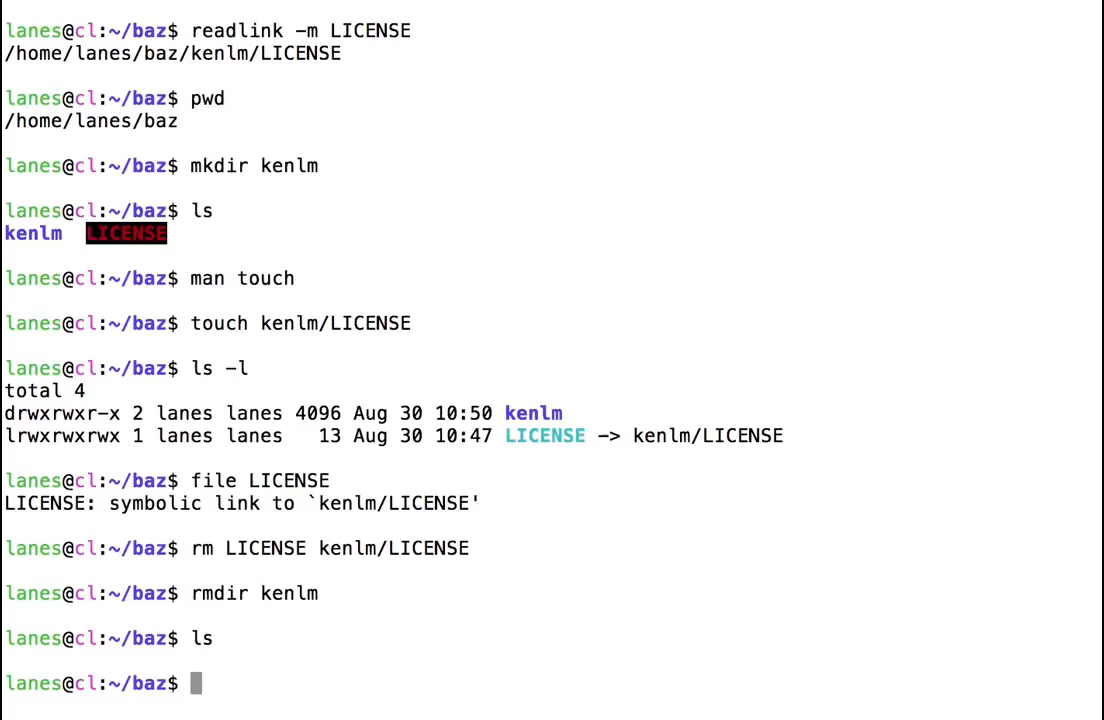 lanes@cl:~/baz$ readlink -m LICENSE
/home/lanes/baz/kenlm/LICENSE
lanes@cl:~/baz$ pwd
/home/lanes/baz
lanes@cl:~/baz$ mkdir kenlm
lanes@cl:~/baz$ ls
kenlm  LICENSE
lanes@cl:~/baz$ man touch
lanes@cl:~/baz$ touch kenlm/LICENSE
lanes@cl:~/baz$ ls -l
total 4
drwxrwxr-x 2 lanes lanes 4096 Aug 30 10:50 kenlm
lrwxrwxrwx 1 lanes lanes   13 Aug 30 10:47 LICENSE -> kenlm/LICENSE
lanes@cl:~/baz$ file LICENSE
LICENSE: symbolic link to `kenlm/LICENSE'
lanes@cl:~/baz$ rm LICENSE kenlm/LICENSE
lanes@cl:~/baz$ rmdir kenlm
lanes@cl:~/baz$ ls
lanes@cl:~/baz$